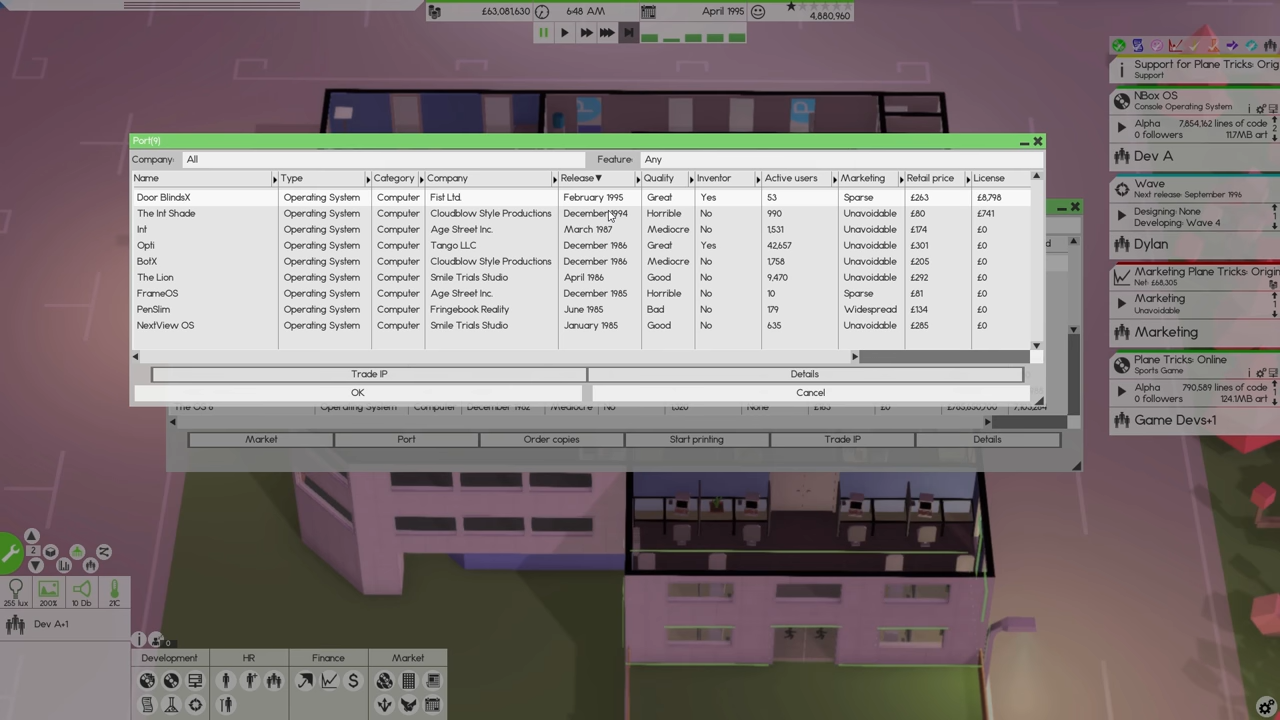 £63,081,630 6:48 AM April 1995 4,880,960
Support for Plane Tricks: Orig
Support
NBox OS
Console Operating System
Alpha 7,854,162 lines of code
0 followers 11.7MB art
Dev A
Wave
Next release: September 1996
Designing: None
Developing: Wave 4
Dylan
Marketing Plane Tricks: Origin
Net: £68,305
Marketing
Unavoidable
Marketing
Plane Tricks: Online
Sports Game
Alpha 790,589 lines of code
0 followers 124.1MB art
Game Devs+1
Port(9)
Company: All Feature: Any
Name Type Category Company Release▼ Quality Inventor Active users Marketing Retail price License
Door BlindsX Operating System Computer Fist Ltd. February 1995 Great Yes 53 Sparse £263 £8,798
The Int Shade Operating System Computer Cloudblow Style Productions December 1994 Horrible No 990 Unavoidable £80 £741
Int Operating System Computer Age Street Inc. March 1987 Mediocre No 1,531 Unavoidable £174 £0
Opti Operating System Computer Tango LLC December 1986 Great Yes 42,657 Unavoidable £301 £0
BotX Operating System Computer Cloudblow Style Productions December 1986 Mediocre No 1,758 Unavoidable £205 £0
The Lion Operating System Computer Smile Trials Studio April 1986 Good No 9,470 Unavoidable £292 £0
FrameOS Operating System Computer Age Street Inc. December 1985 Horrible No 10 Sparse £81 £0
PenSlim Operating System Computer Fringebook Reality June 1985 Bad No 179 Widespread £134 £0
NextView OS Operating System Computer Smile Trials Studio January 1985 Good No 635 Unavoidable £285 £0
Trade IP Details
OK Cancel
Market Port Order copies Start printing Trade IP Details
2
255 lux 200% 10 Db 21C
Dev A+1
Development HR Finance Market